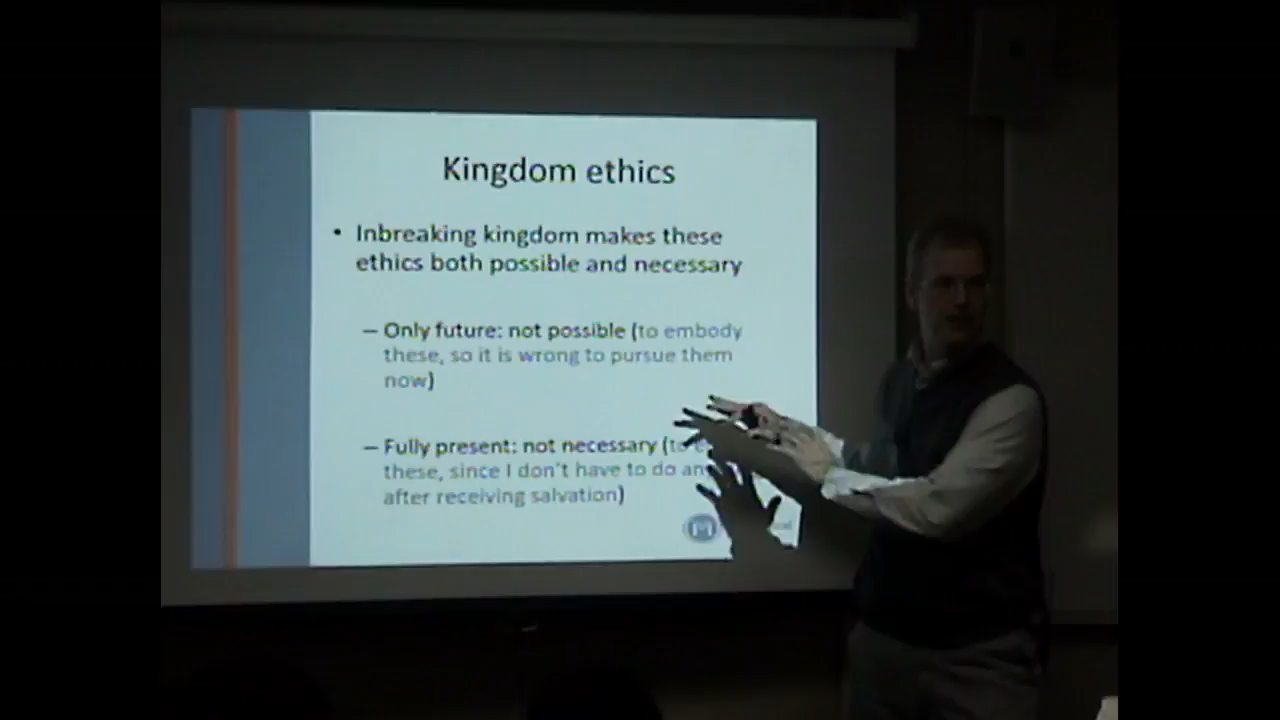 Kingdom ethics
• Inbreaking kingdom makes these
ethics both possible and necessary
– Only future: not possible (to embody
these, so it is wrong to pursue them
now)
– Fully present: not necessary (to
these, since I don't have to do
after receiving salvation)